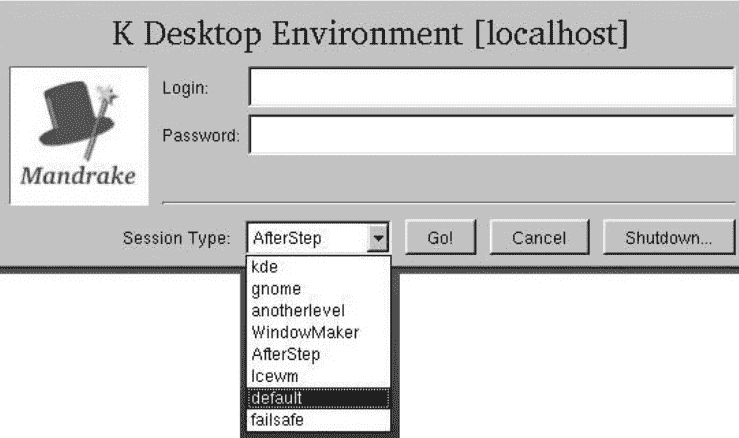 K Desktop Environment [localhost]
Login:
Password:
Mandrake
Session Type: AfterStep Go! Cancel Shutdown...
kde
gnome
anotherlevel
WindowMaker
AfterStep
Icewm
default
failsafe